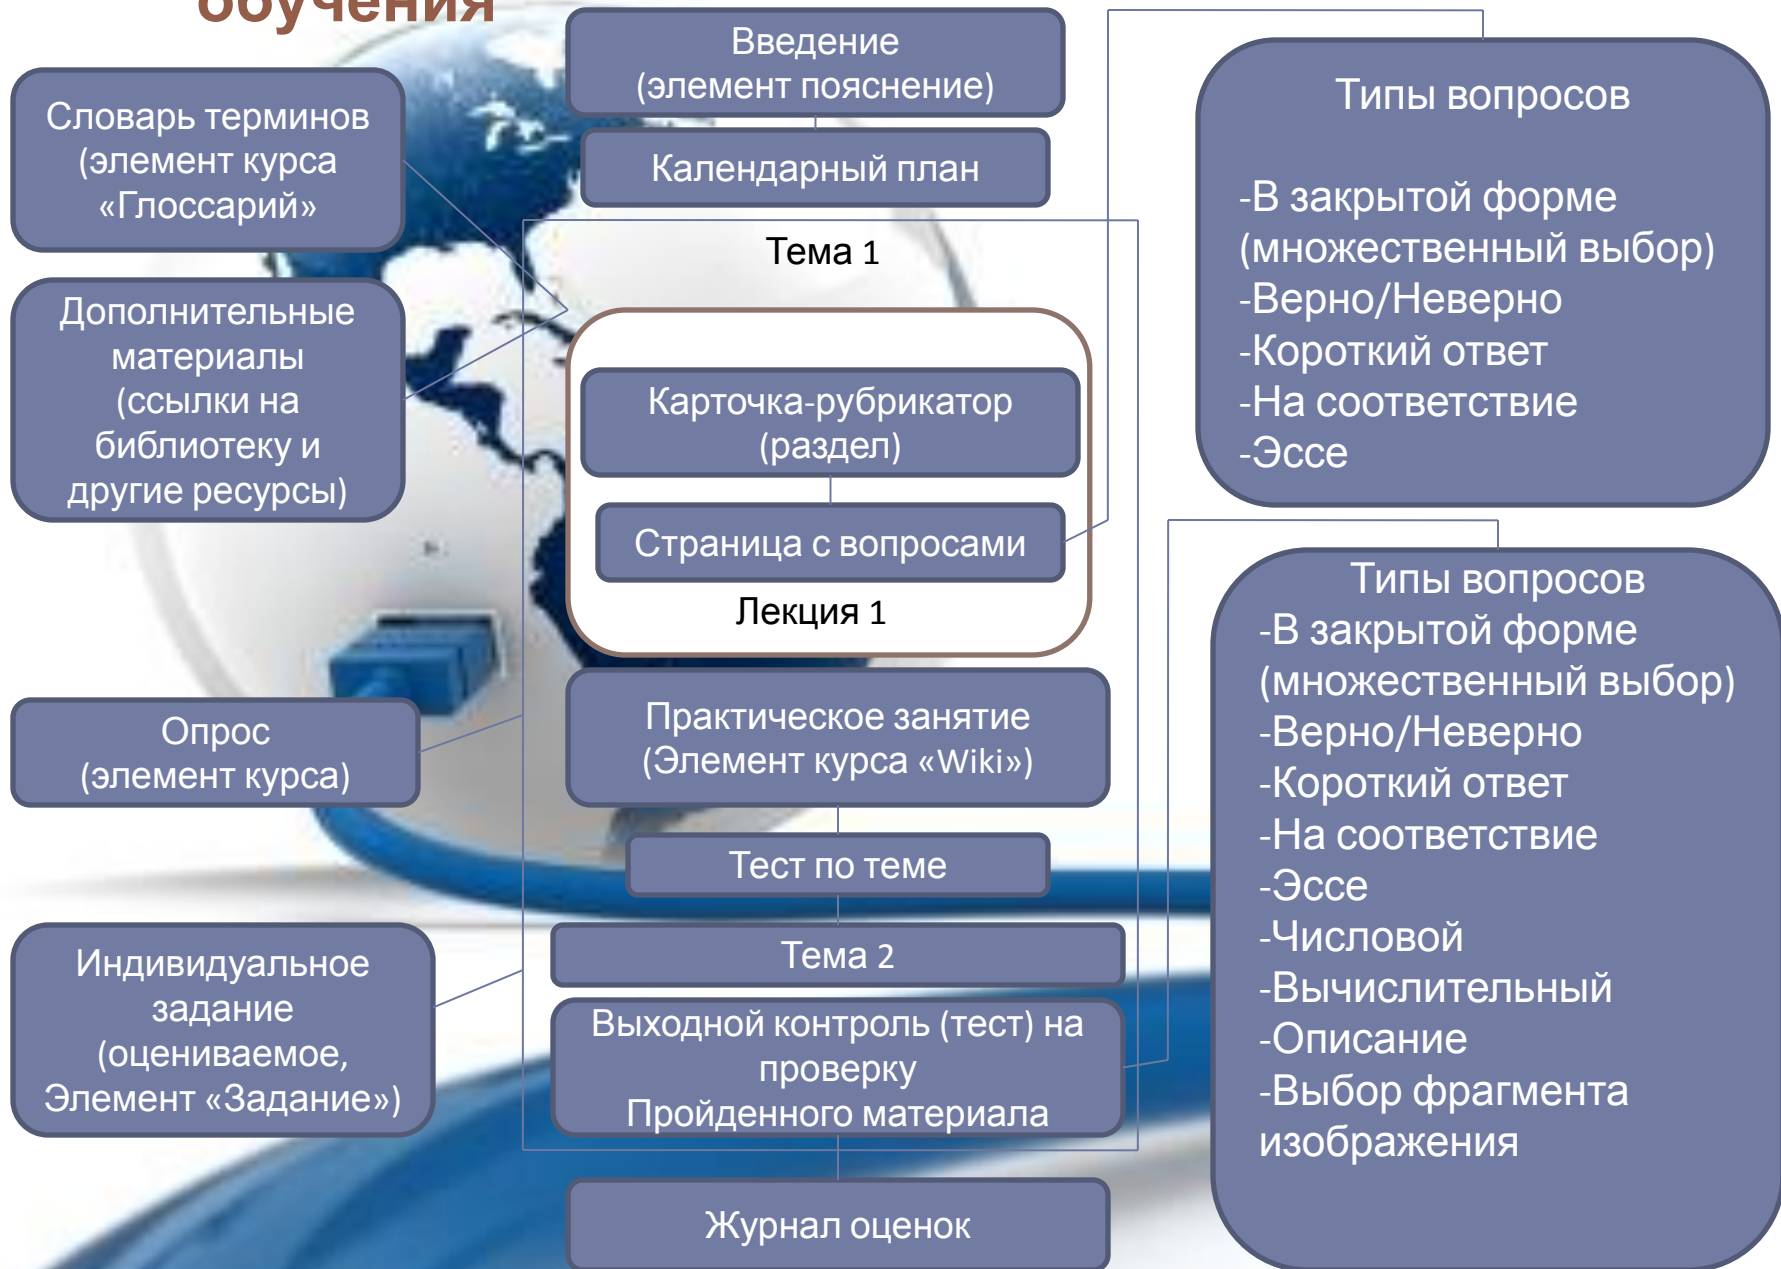 обучения
Введение
(элемент пояснение)
Календарный план
Словарь терминов
(элемент курса
«Глоссарий»
Дополнительные
материалы
(ссылки на
библиотеку и
другие ресурсы)
Опрос
(элемент курса)
Индивидуальное
задание
(оцениваемое,
Элемент «Задание»)
Тема 1
Карточка-рубрикатор
(раздел)
Страница с вопросами
Лекция 1
Практическое занятие
(Элемент курса «Wiki»)
Тест по теме
Тема 2
Выходной контроль (тест) на
проверку
Пройденного материала
Журнал оценок
Типы вопросов
-В закрытой форме
(множественный выбор)
-Верно/Неверно
-Короткий ответ
-На соответствие
-Эссе
Типы вопросов
-В закрытой форме
(множественный выбор)
-Верно/Неверно
-Короткий ответ
-На соответствие
-Эссе
-Числовой
-Вычислительный
-Описание
-Выбор фрагмента
изображения